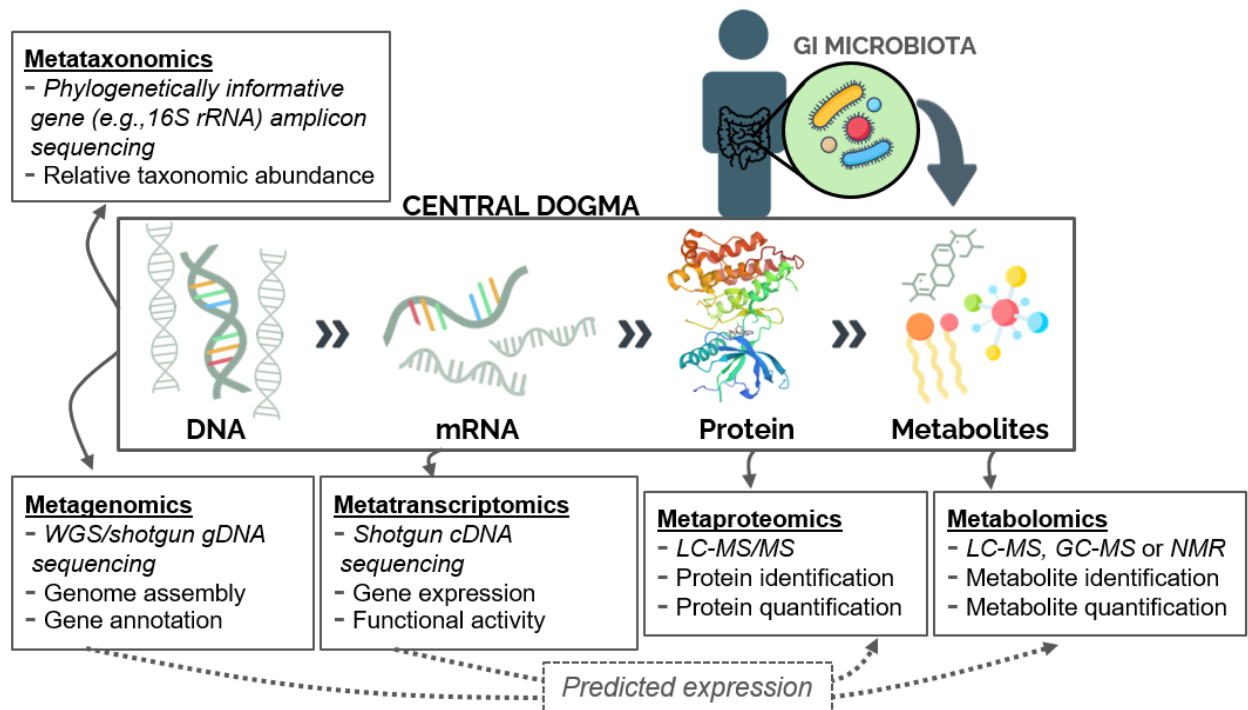 Metataxonomics
- Phylogenetically informative
gene (e.g.,16S rRNA) amplicon
sequencing
- Relative taxonomic abundance
GI MICROBIOTA
CENTRAL DOGMA
DNA
mRNA
Protein
Metabolites
Metagenomics
- WGS/shotgun gDNA
sequencing
- Genome assembly
- Gene annotation
Metatranscriptomics
- Shotgun cDNA
sequencing
- Gene expression
- Functional activity
Metaproteomics
- LC-MS/MS
- Protein identification
- Protein quantification
Metabolomics
- LC-MS, GC-MS or NMR
- Metabolite identification
- Metabolite quantification
Predicted expression